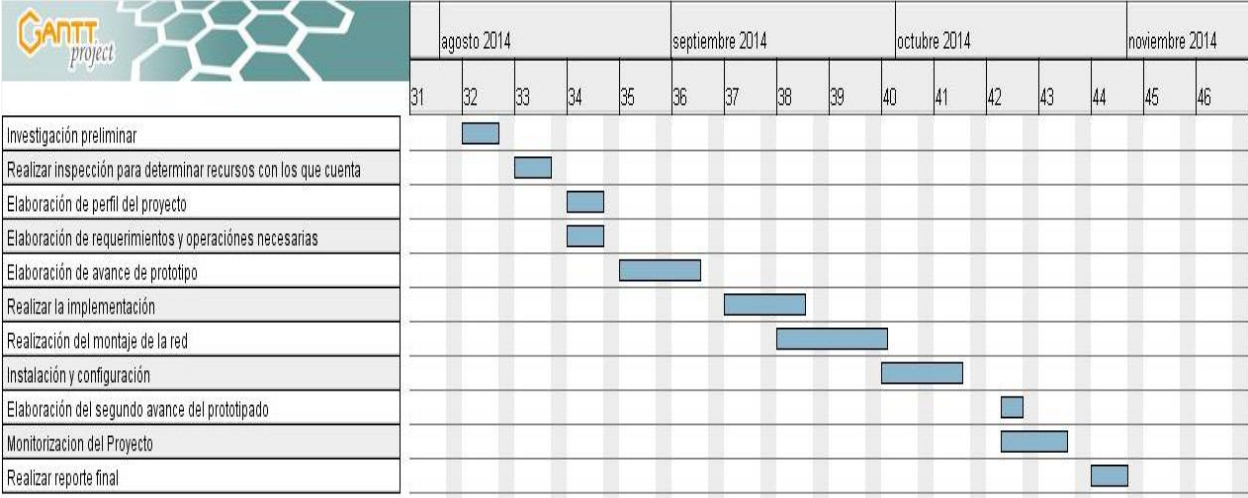 GANTT
project
agosto 2014 septiembre 2014 octubre 2014 noviembre 2014
31 32 33 34 35 36 37 38 39 40 41 42 43 44 45 46
Investigación preliminar
Realizar inspección para determinar recursos con los que cuenta
Elaboración de perfil del proyecto
Elaboración de requerimientos y operaciónes necesarias
Elaboración de avance de prototipo
Realizar la implementación
Realización del montaje de la red
Instalación y configuración
Elaboración del segundo avance del prototipado
Monitorizacion del Proyecto
Realizar reporte final